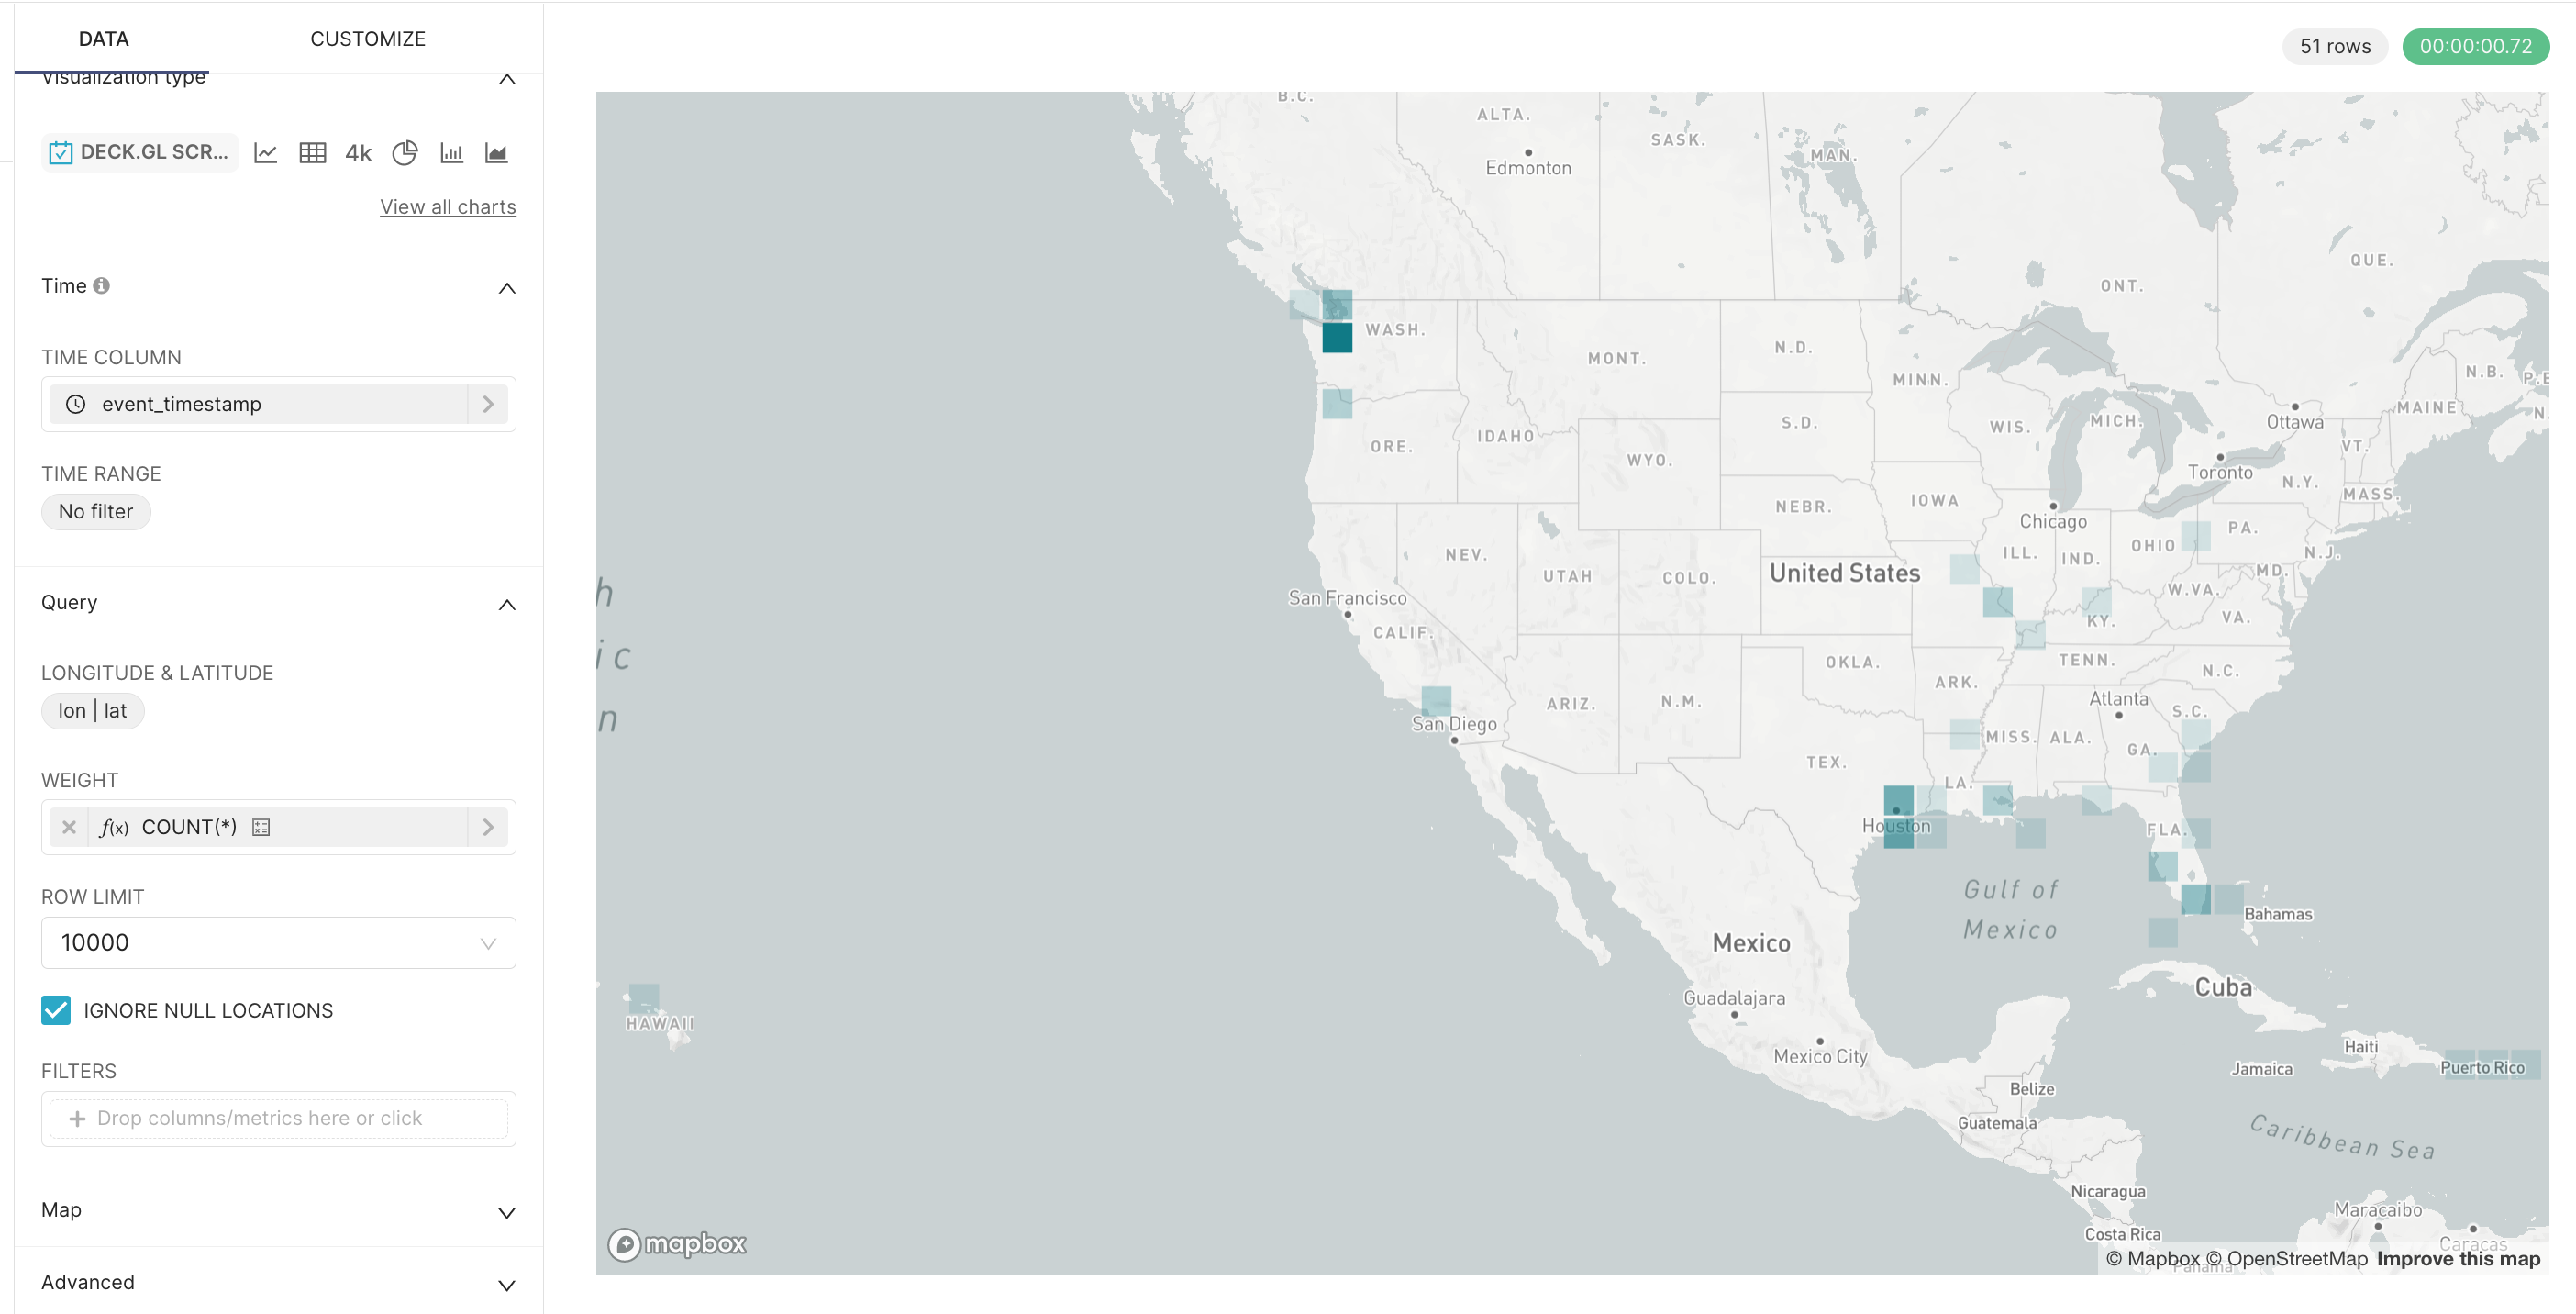 DATA
CUSTOMIZE
Visualization type
DECK.GL SCR...
4k
View all charts
Time
TIME COLUMN
event_timestamp
TIME RANGE
No filter
Query
LONGITUDE & LATITUDE
lon | lat
WEIGHT
f(x) COUNT(*)
ROW LIMIT
10000
IGNORE NULL LOCATIONS
FILTERS
+ Drop columns/metrics here or click
Map
Advanced
51 rows
00:00:00.72
B.C.
ALTA.
Edmonton
SASK.
MAN.
ONT.
QUE.
WASH.
MONT.
N.D.
MINN.
N.B.
P.E
ORE.
IDAHO
WYO.
S.D.
WIS.
MICH.
Ottawa
MAINE
N.
VT.
Toronto
N.Y.
MASS.
NEBR.
IOWA
Chicago
PA.
N.J.
NEV.
UTAH
COLO.
United States
ILL.
IND.
OHIO
MD.
W.VA.
VA.
h
ic
n
San Francisco
CALIF.
KY.
OKLA.
TENN.
N.C.
ARIZ.
N.M.
ARK.
Atlanta
S.C.
San Diego
TEX.
MISS.
ALA.
GA.
LA.
Houston
FLA.
Gulf of
Mexico
Bahamas
Mexico
Cuba
HAWAII
Guadalajara
Mexico City
Haiti
Puerto Rico
Jamaica
Belize
Guatemala
Caribbean Sea
Nicaragua
Maracaibo
Costa Rica
Caracas
Panama
mapbox
© Mapbox © OpenStreetMap Improve this map